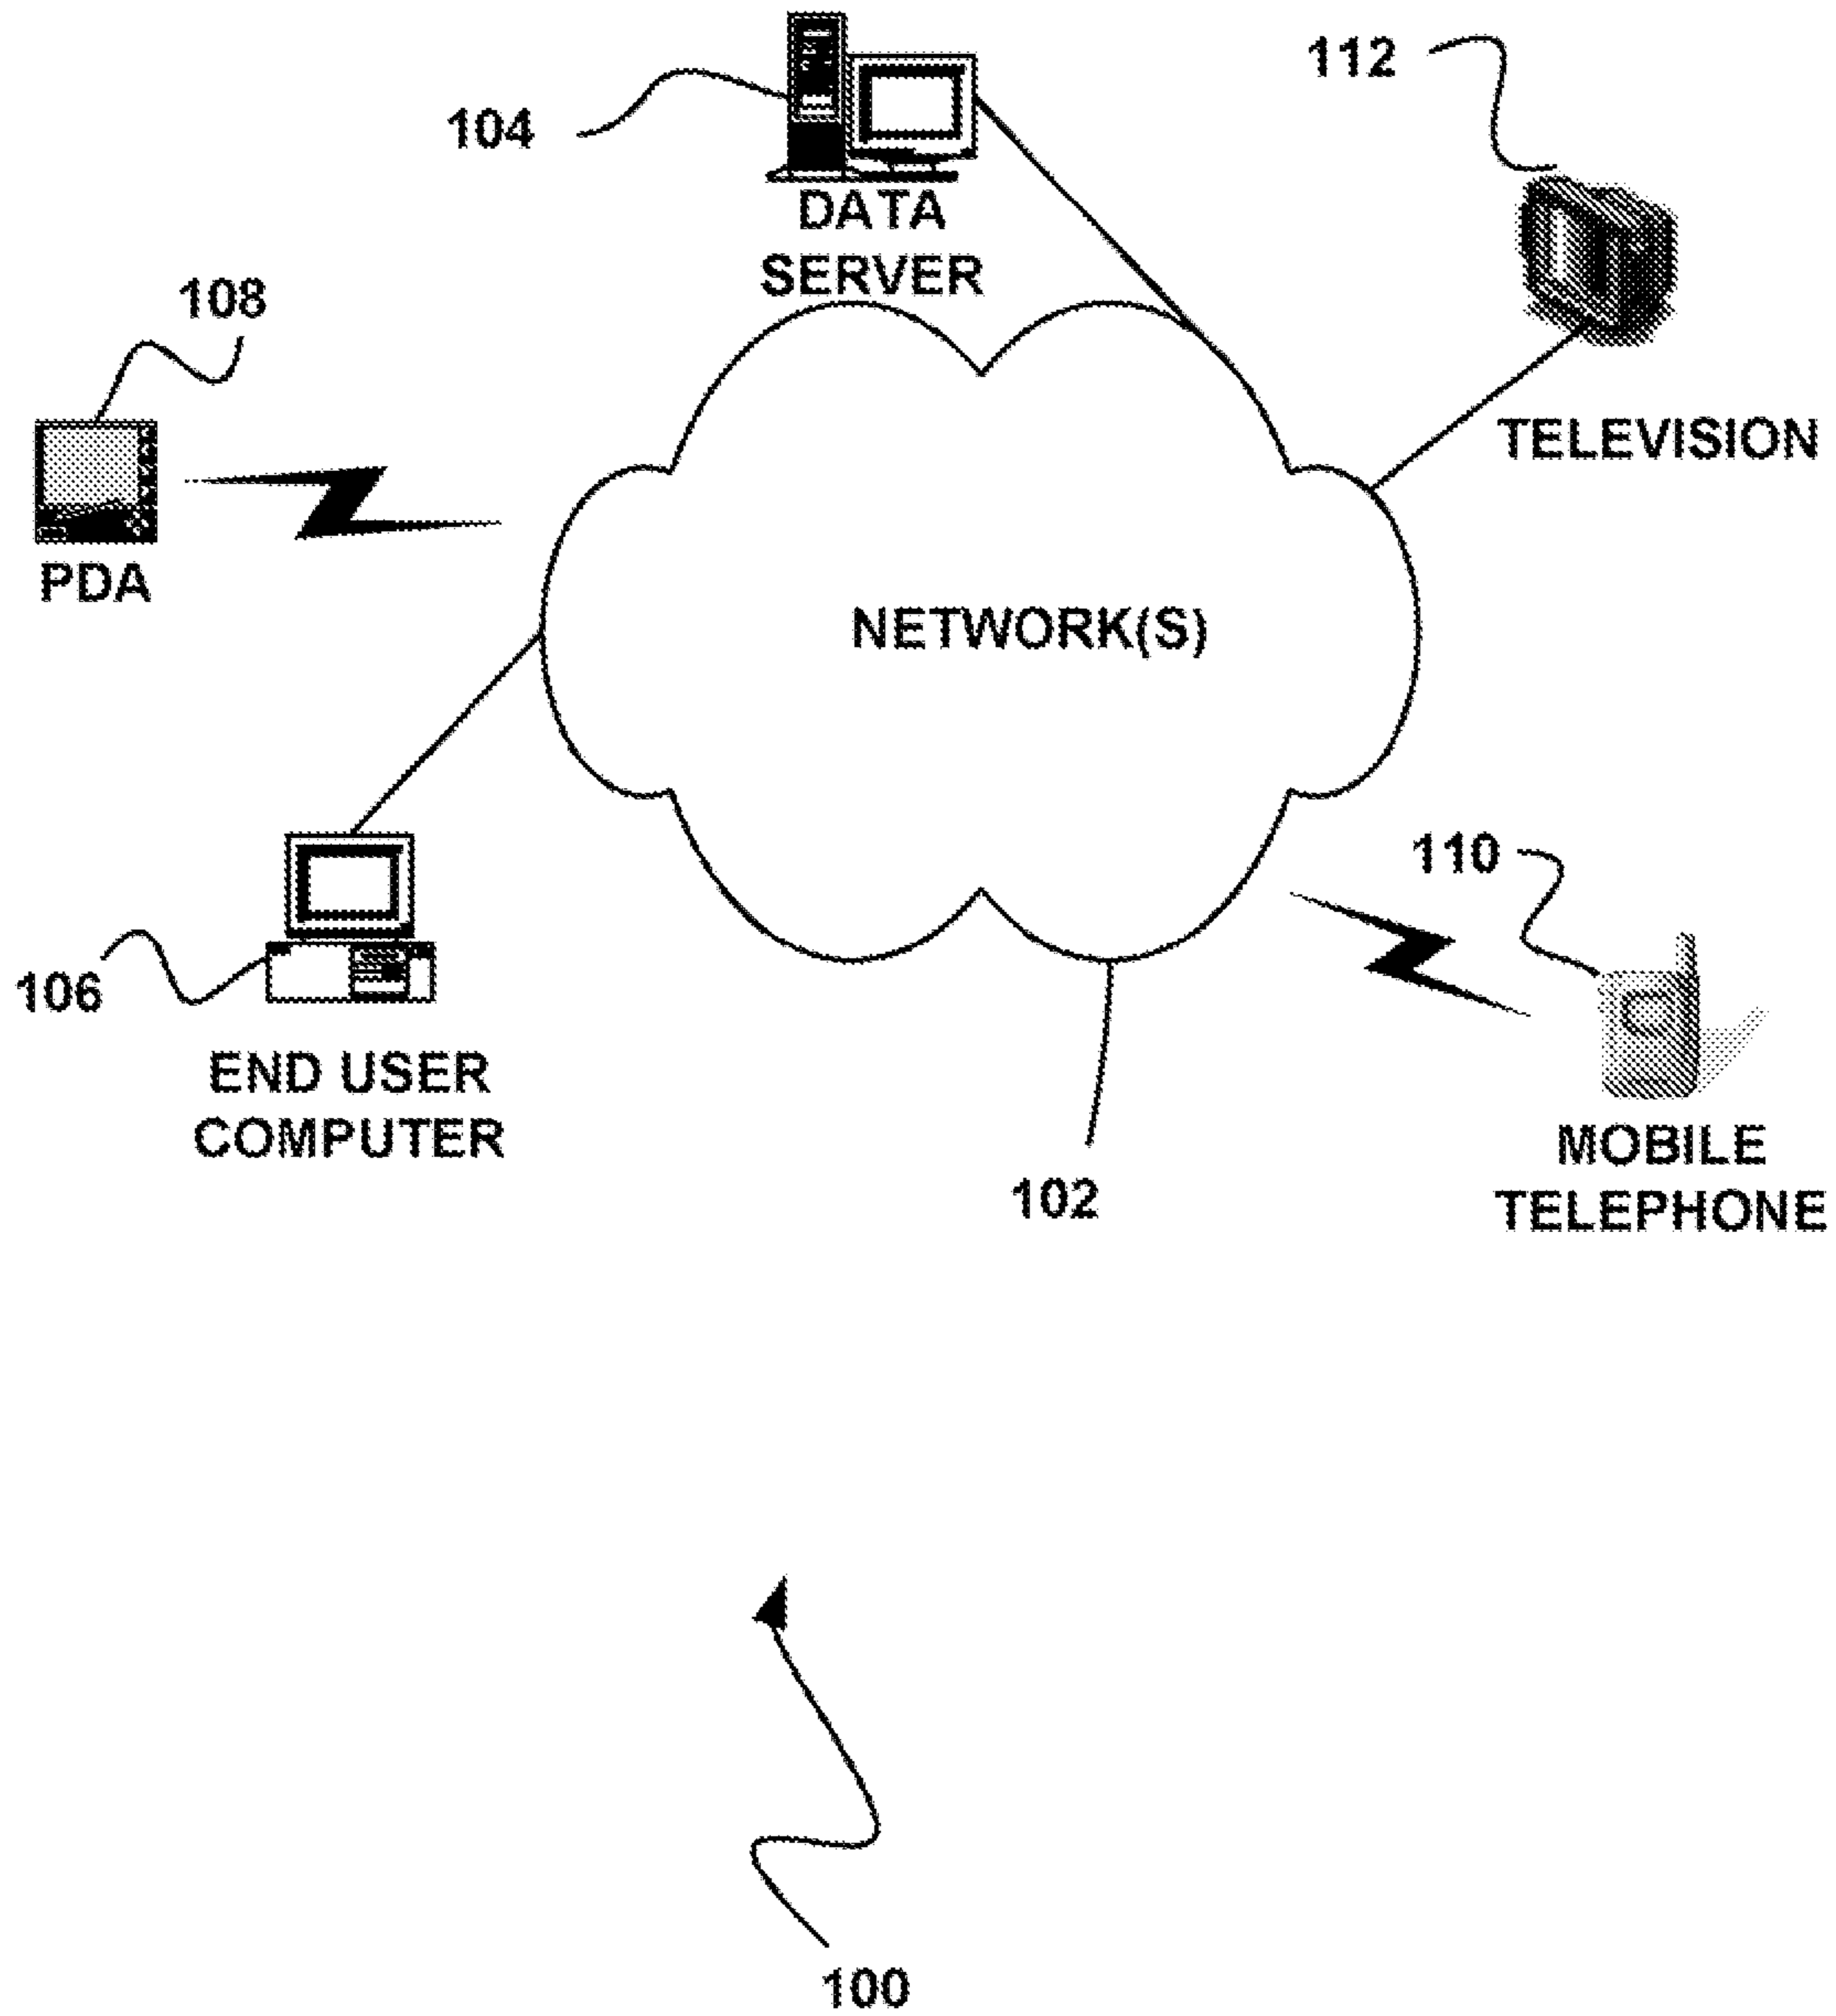 112
104
DATA
SERVER
108
TELEVISION
PDA
NETWORK(S)
110
106
END USER
COMPUTER
MOBILE
TELEPHONE
102
100